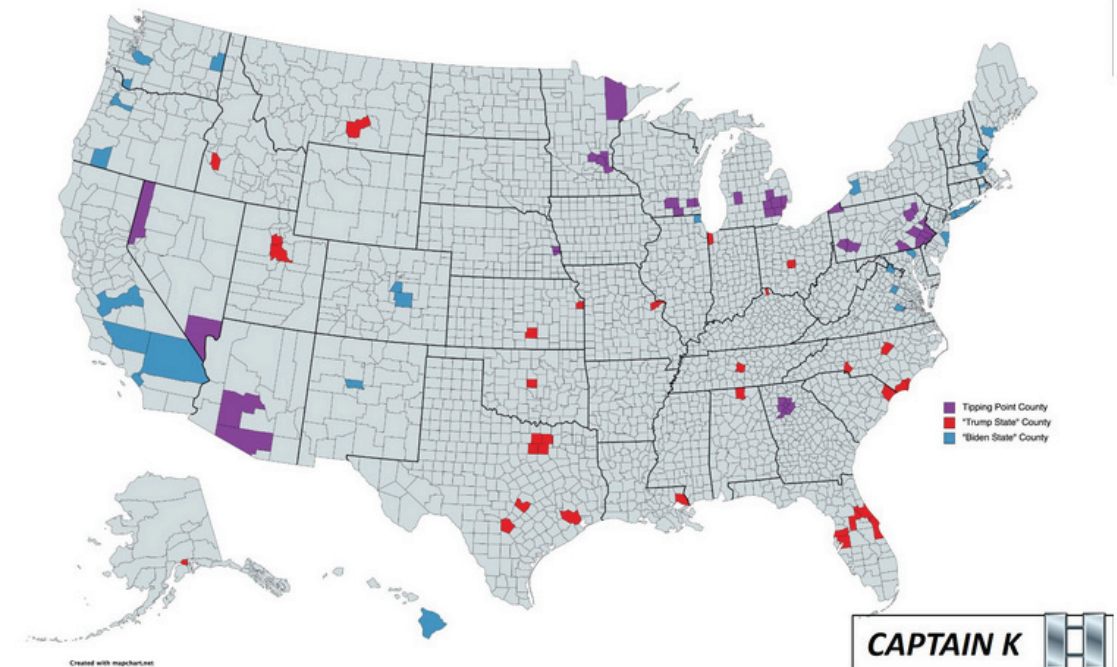 Tipping Point County
"Trump State" County
"Biden State" County
CAPTAIN K
Created with mapchart.net